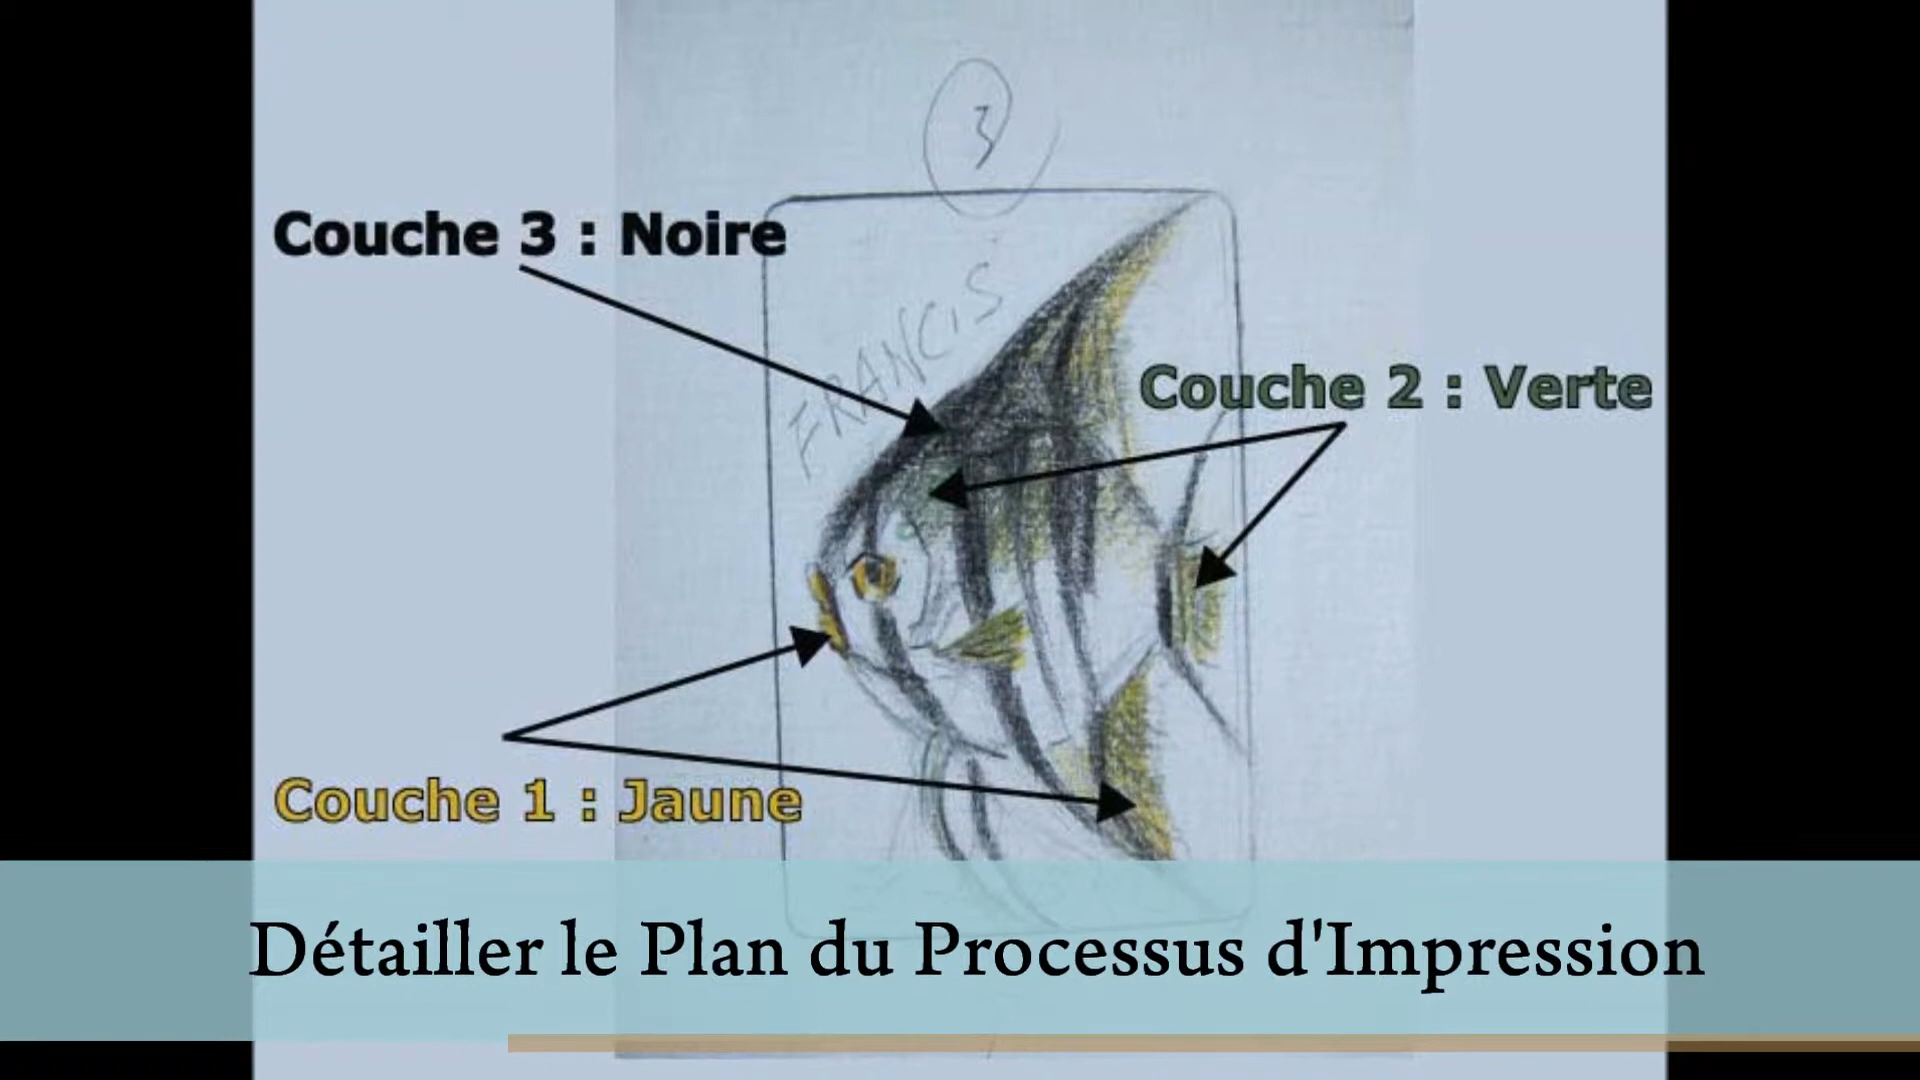 3
Couche 3 : Noire
FRANCIS
Couche 2 : Verte
Couche 1 : Jaune
Détailler le Plan du Processus d'Impression